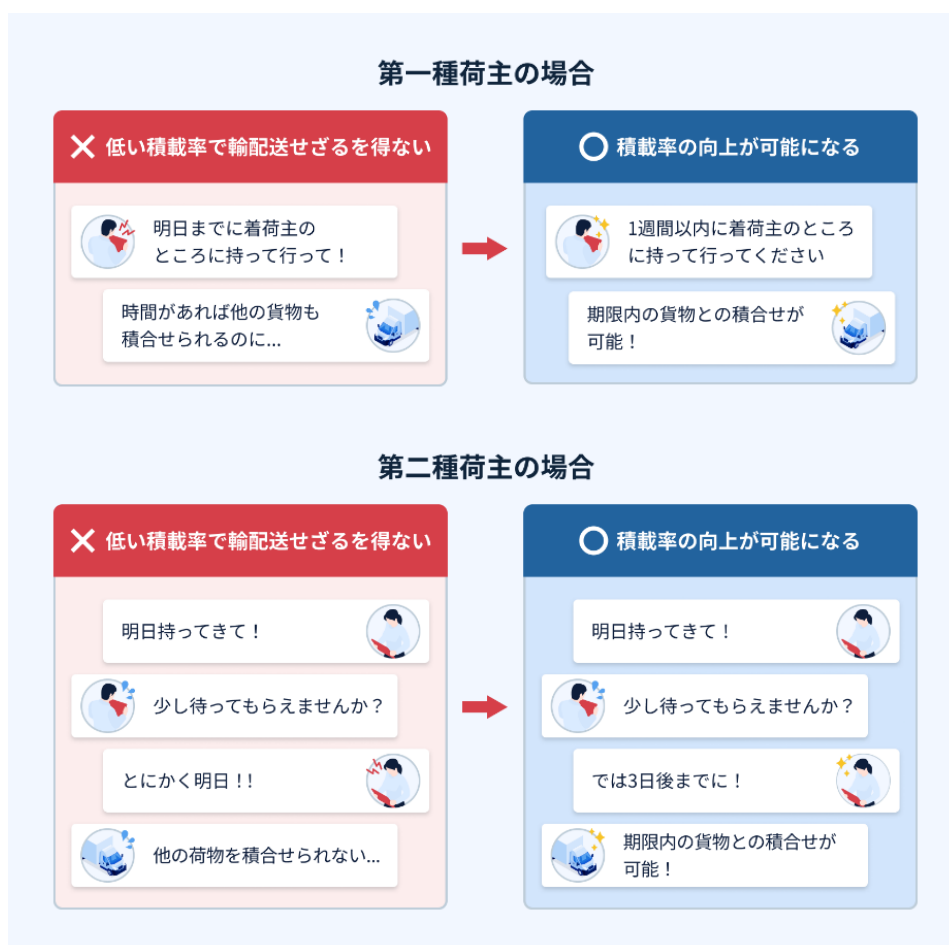 第一種荷主の場合
× 低い積載率で輸配送せざるを得ない
明日までに着荷主の
ところに持って行って！
時間があれば他の貨物も
積合せられるのに...
○ 積載率の向上が可能になる
1週間以内に着荷主のところ
に持って行ってください
期限内の貨物との積合せが
可能！
第二種荷主の場合
× 低い積載率で輸配送せざるを得ない
明日持ってきて！
少し待ってもらえませんか？
とにかく明日！!
他の荷物を積合せられない...
○ 積載率の向上が可能になる
明日持ってきて！
少し待ってもらえませんか？
では3日後までに！
期限内の貨物との積合せが
可能！